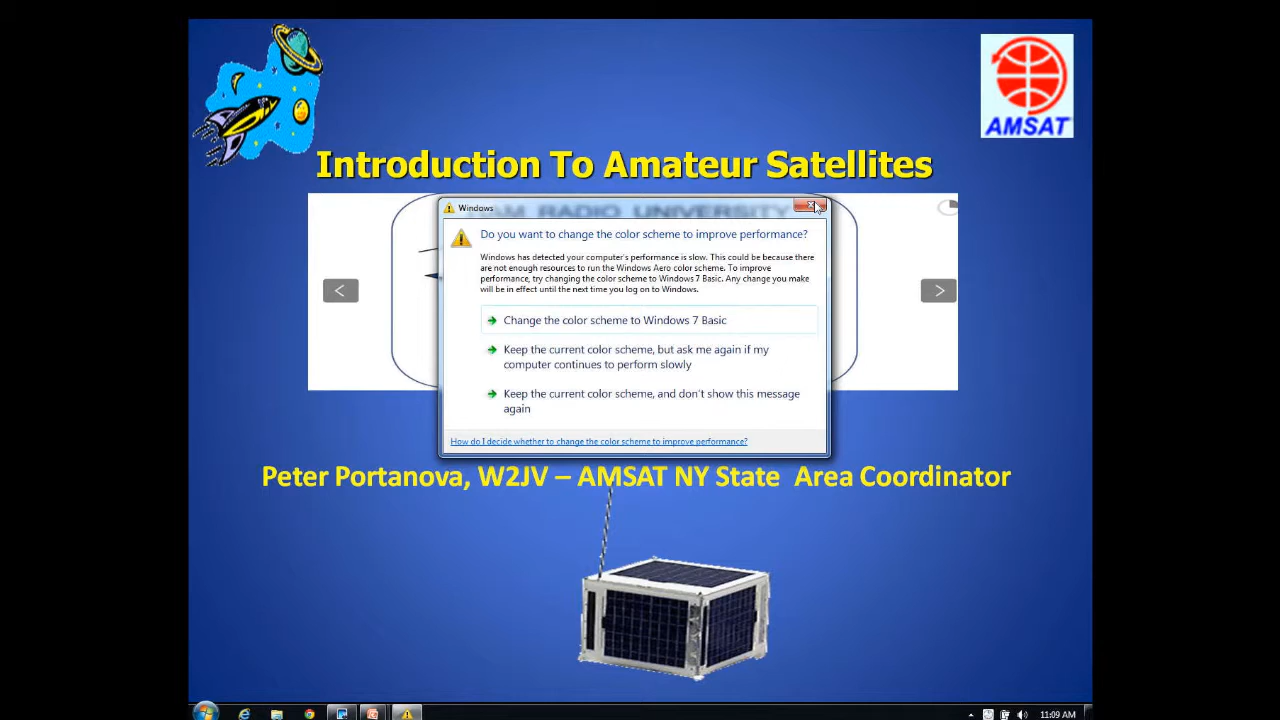 AMSAT
Introduction To Amateur Satellites
HAM RADIO UNIVERSITY
Windows
Do you want to change the color scheme to improve performance?
Windows has detected your computer's performance is slow. This could be because there
are not enough resources to run the Windows Aero color scheme. To improve
performance, try changing the color scheme to Windows 7 Basic. Any change you make
will be in effect until the next time you log on to Windows.
Change the color scheme to Windows 7 Basic
Keep the current color scheme, but ask me again if my
computer continues to perform slowly
Keep the current color scheme, and don't show this message
again
How do I decide whether to change the color scheme to improve performance?
Peter Portanova, W2JV – AMSAT NY State Area Coordinator
11:09 AM